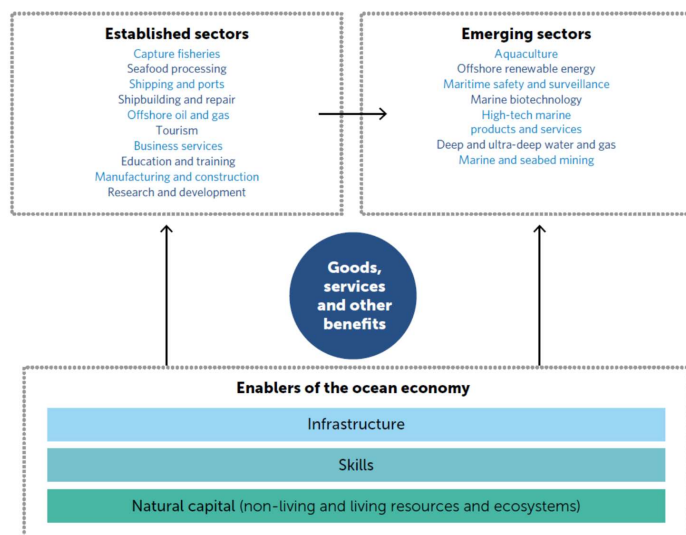 Established sectors
Capture fisheries
Seafood processing
Shipping and ports
Shipbuilding and repair
Offshore oil and gas
Tourism
Business services
Education and training
Manufacturing and construction
Research and development
Emerging sectors
Aquaculture
Offshore renewable energy
Maritime safety and surveillance
Marine biotechnology
High-tech marine
products and services
Deep and ultra-deep water and gas
Marine and seabed mining
Goods,
services
and other
benefits
Enablers of the ocean economy
Infrastructure
Skills
Natural capital (non-living and living resources and ecosystems)